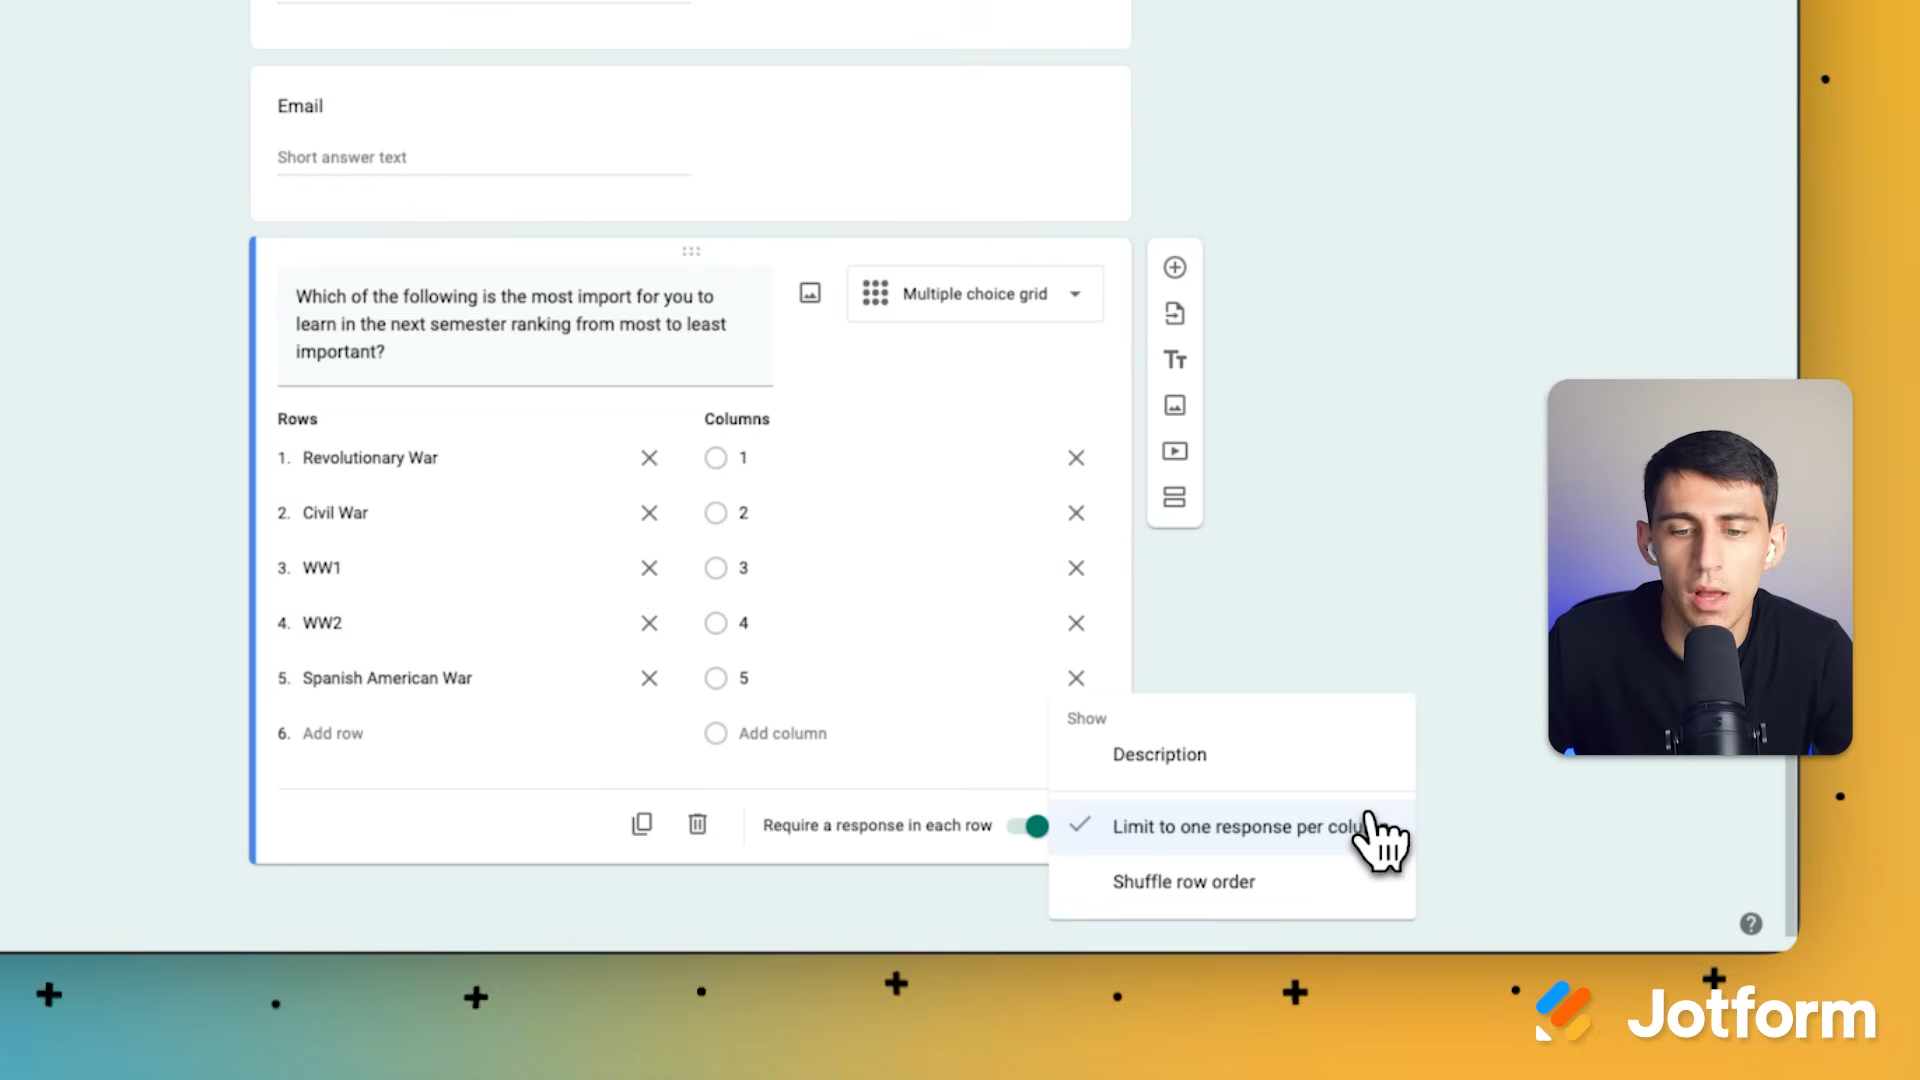 Email
Short answer text
Which of the following is the most import for you to
learn in the next semester ranking from most to least
important?
Multiple choice grid
Tт
Rows
Columns
1. Revolutionary War
1
2. Civil War
2
3. WW1
3
4. WW2
4
5. Spanish American War
5
6. Add row
Add column
Show
Description
Require a response in each row
Limit to one response per colu
Shuffle row order
?
Jotform